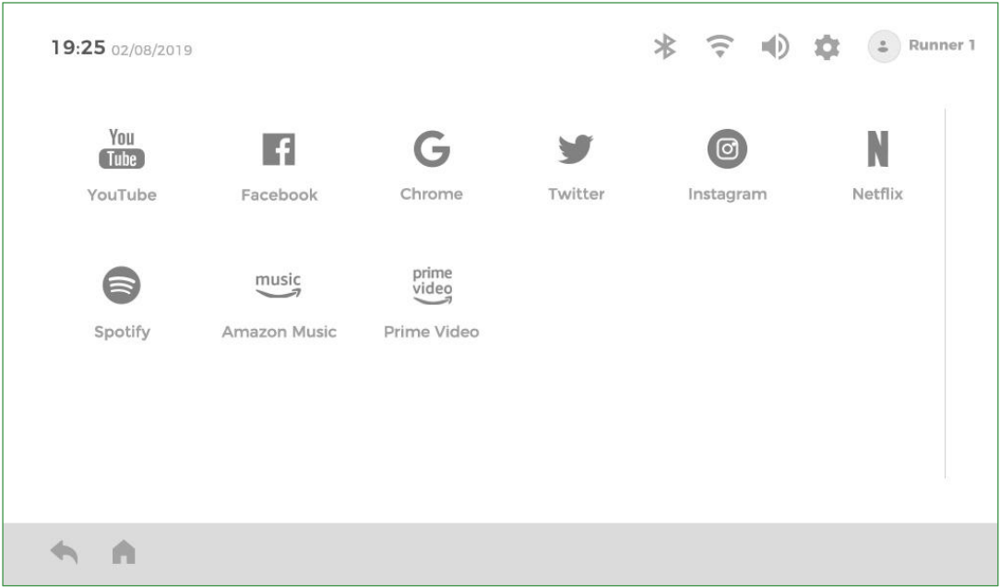 19:25 02/08/2019 Runner 1
You
Tube
YouTube Facebook Chrome Twitter Instagram Netflix
music prime
video
Spotify Amazon Music Prime Video